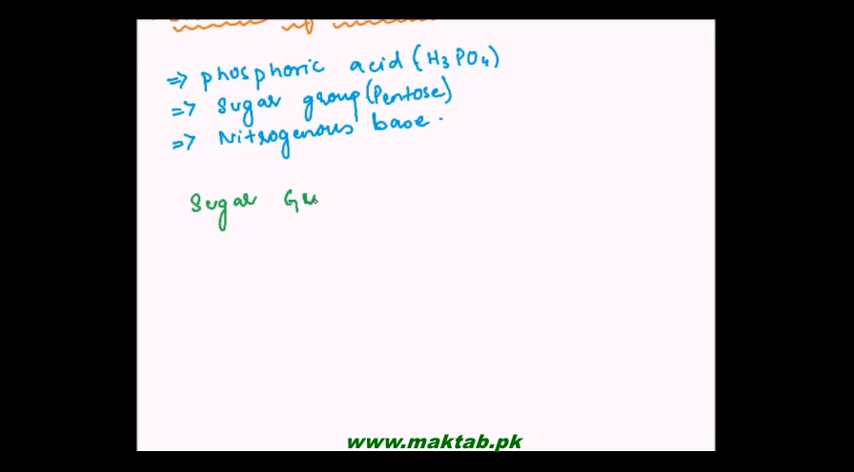 => phosphoric acid (H3PO4)
=> Sugar group (Pentose)
=> Nitrogenous base.
Sugar
www.maktab.pk